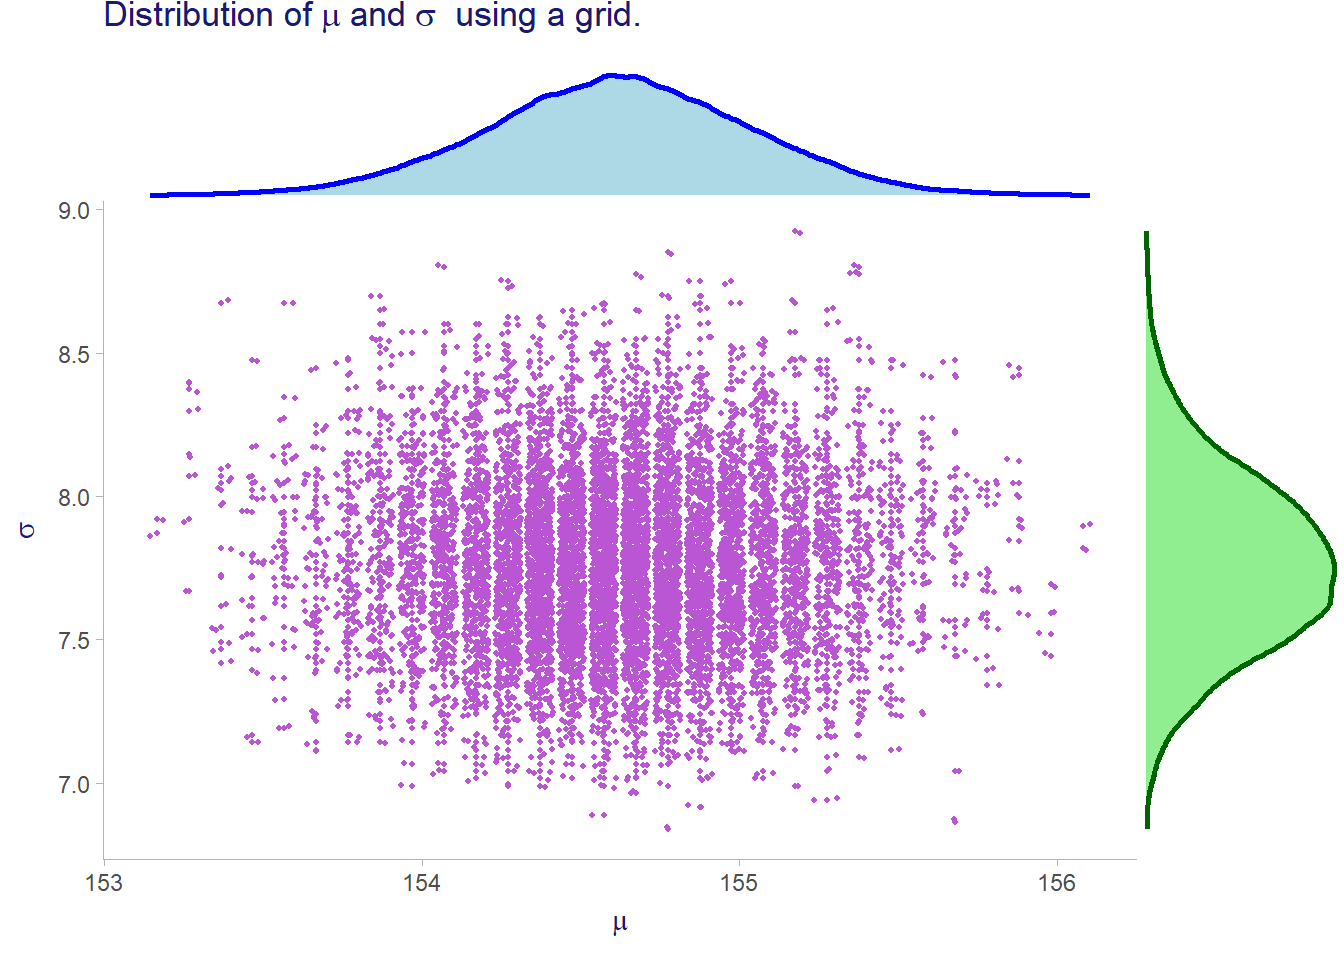 Distribution of μ and σ using a grid.
9.0
8.5
8.0
7.5
7.0
σ
153 154 155 156
μ